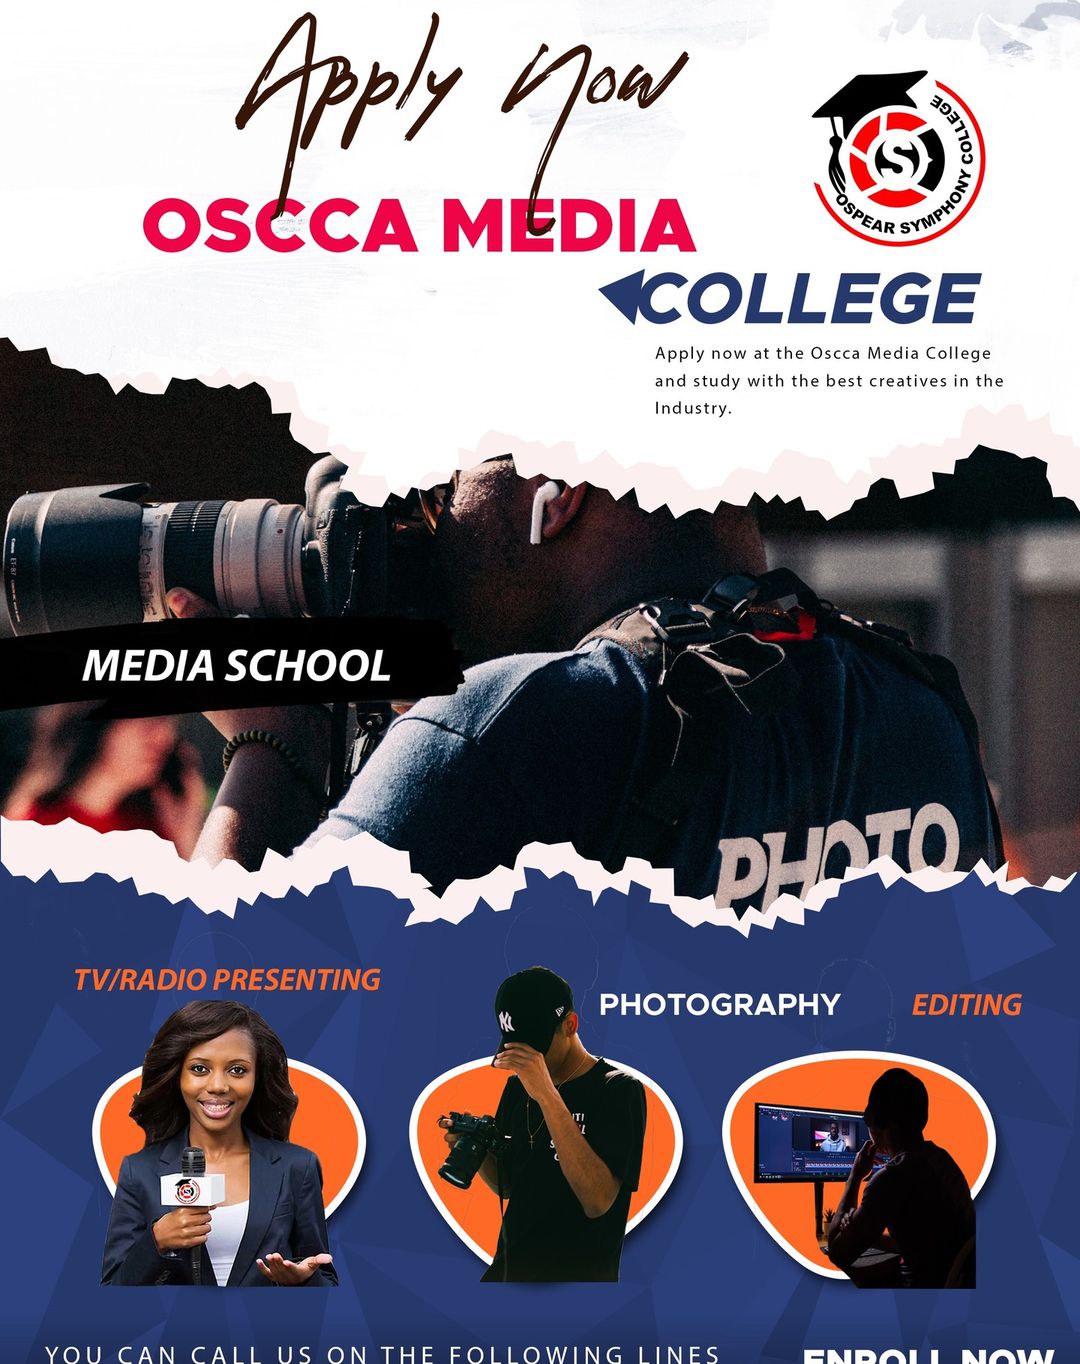 Apply Now
OSCCA MEDIA
COLLEGE
OSPEAR SYMPHONY COLLEGE
S
Apply now at the Oscca Media College
and study with the best creatives in the
Industry.
MEDIA SCHOOL
PHOTO
TV/RADIO PRESENTING
PHOTOGRAPHY
EDITING
NY
YOU CAN CALL US ON THE FOLLOWING LINES
ENROLL NOW